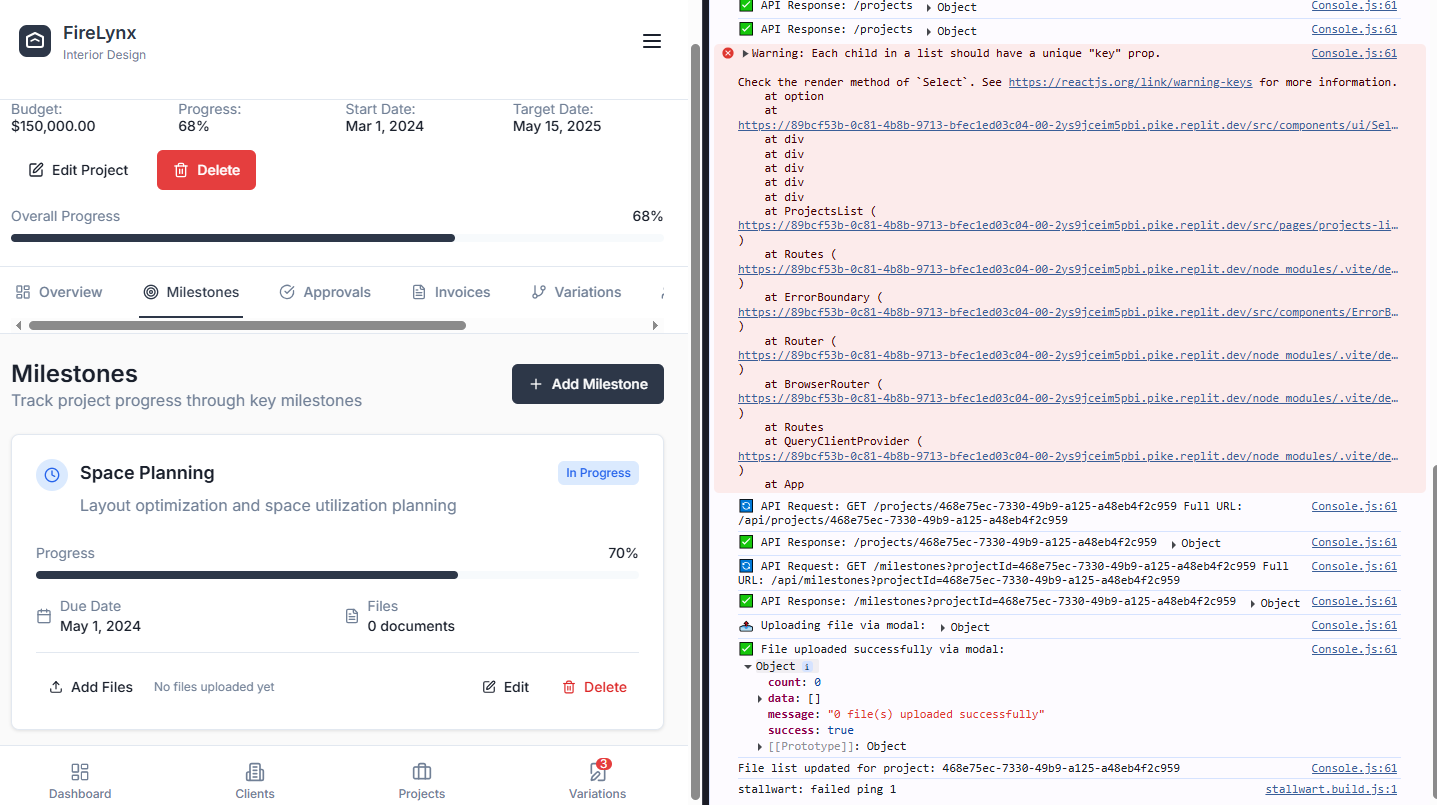 FireLynx
Interior Design
Budget: Progress: Start Date: Target Date:
$150,000.00 68% Mar 1, 2024 May 15, 2025
Edit Project Delete
Overall Progress 68%
Overview Milestones Approvals Invoices Variations
Milestones
Track project progress through key milestones
+ Add Milestone
Space Planning In Progress
Layout optimization and space utilization planning
Progress 70%
Due Date Files
May 1, 2024 0 documents
Add Files No files uploaded yet Edit Delete
3
Dashboard Clients Projects Variations
API Response: /projects Object Console.js:61
API Response: /projects Object Console.js:61
Warning: Each child in a list should have a unique "key" prop. Console.js:61
Check the render method of `Select`. See https://reactjs.org/link/warning-keys for more information.
at option
at
https://89bcf53b-0c81-4b8b-9713-bfec1ed03c04-00-2ys9jceim5pbi.pike.replit.dev/src/components/ui/Sel…
at div
at div
at div
at div
at div
at ProjectsList (
https://89bcf53b-0c81-4b8b-9713-bfec1ed03c04-00-2ys9jceim5pbi.pike.replit.dev/src/pages/projects-li…
)
at Routes (
https://89bcf53b-0c81-4b8b-9713-bfec1ed03c04-00-2ys9jceim5pbi.pike.replit.dev/node_modules/.vite/de…
)
at ErrorBoundary (
https://89bcf53b-0c81-4b8b-9713-bfec1ed03c04-00-2ys9jceim5pbi.pike.replit.dev/src/components/ErrorB…
)
at Router (
https://89bcf53b-0c81-4b8b-9713-bfec1ed03c04-00-2ys9jceim5pbi.pike.replit.dev/node_modules/.vite/de…
)
at BrowserRouter (
https://89bcf53b-0c81-4b8b-9713-bfec1ed03c04-00-2ys9jceim5pbi.pike.replit.dev/node_modules/.vite/de…
)
at Routes
at QueryClientProvider (
https://89bcf53b-0c81-4b8b-9713-bfec1ed03c04-00-2ys9jceim5pbi.pike.replit.dev/node_modules/.vite/de…
)
at App
API Request: GET /projects/468e75ec-7330-49b9-a125-a48eb4f2c959 Full URL: Console.js:61
/api/projects/468e75ec-7330-49b9-a125-a48eb4f2c959
API Response: /projects/468e75ec-7330-49b9-a125-a48eb4f2c959 Object Console.js:61
API Request: GET /milestones?projectId=468e75ec-7330-49b9-a125-a48eb4f2c959 Full Console.js:61
URL: /api/milestones?projectId=468e75ec-7330-49b9-a125-a48eb4f2c959
API Response: /milestones?projectId=468e75ec-7330-49b9-a125-a48eb4f2c959 Object Console.js:61
Uploading file via modal: Object Console.js:61
File uploaded successfully via modal: Console.js:61
Object i
count: 0
data: []
message: "0 file(s) uploaded successfully"
success: true
[[Prototype]]: Object
File list updated for project: 468e75ec-7330-49b9-a125-a48eb4f2c959 Console.js:61
stallwart: failed ping 1 stallwart.build.js:1